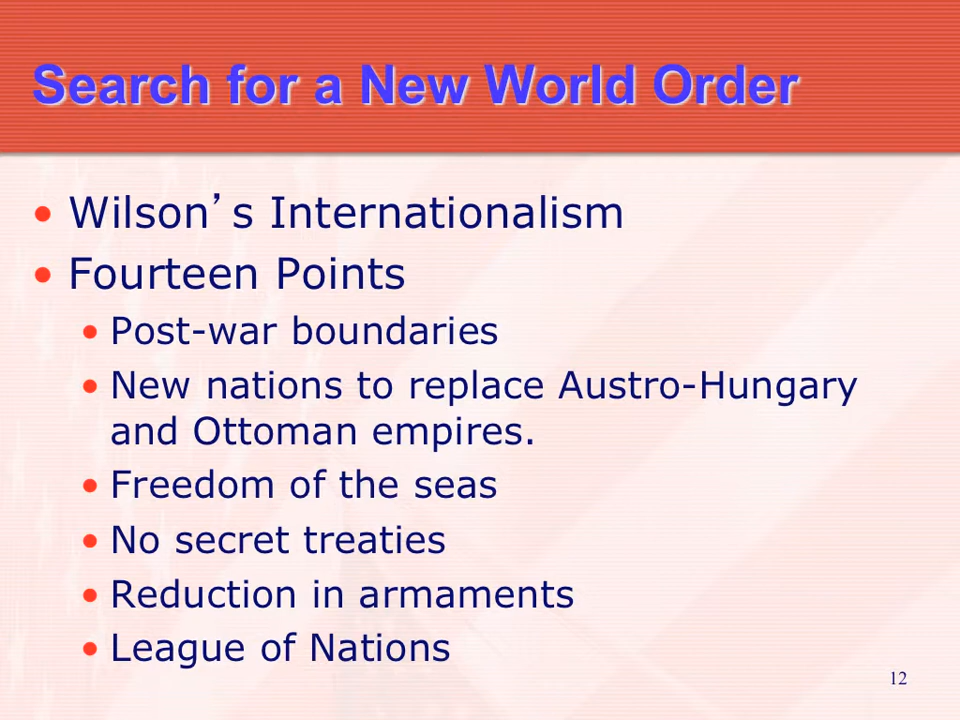 Search for a New World Order
• Wilson’s Internationalism
• Fourteen Points
• Post-war boundaries
• New nations to replace Austro-Hungary
and Ottoman empires.
• Freedom of the seas
• No secret treaties
• Reduction in armaments
• League of Nations
12